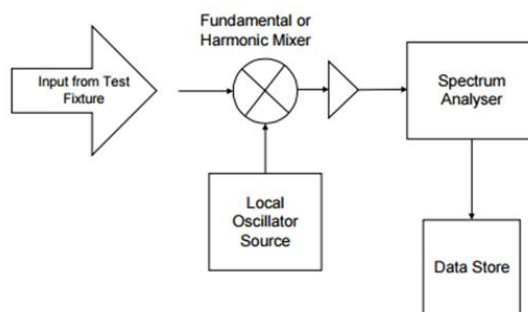 Fundamental or
Harmonic Mixer
Input from Test
Fixture
Spectrum
Analyser
Local
Oscillator
Source
Data Store